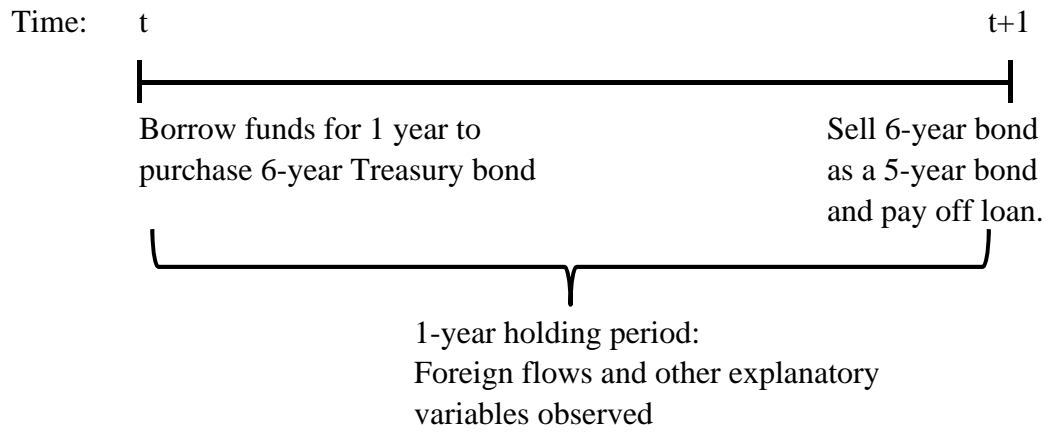 Time: t t+1
Borrow funds for 1 year to
purchase 6-year Treasury bond
Sell 6-year bond
as a 5-year bond
and pay off loan.
1-year holding period:
Foreign flows and other explanatory
variables observed